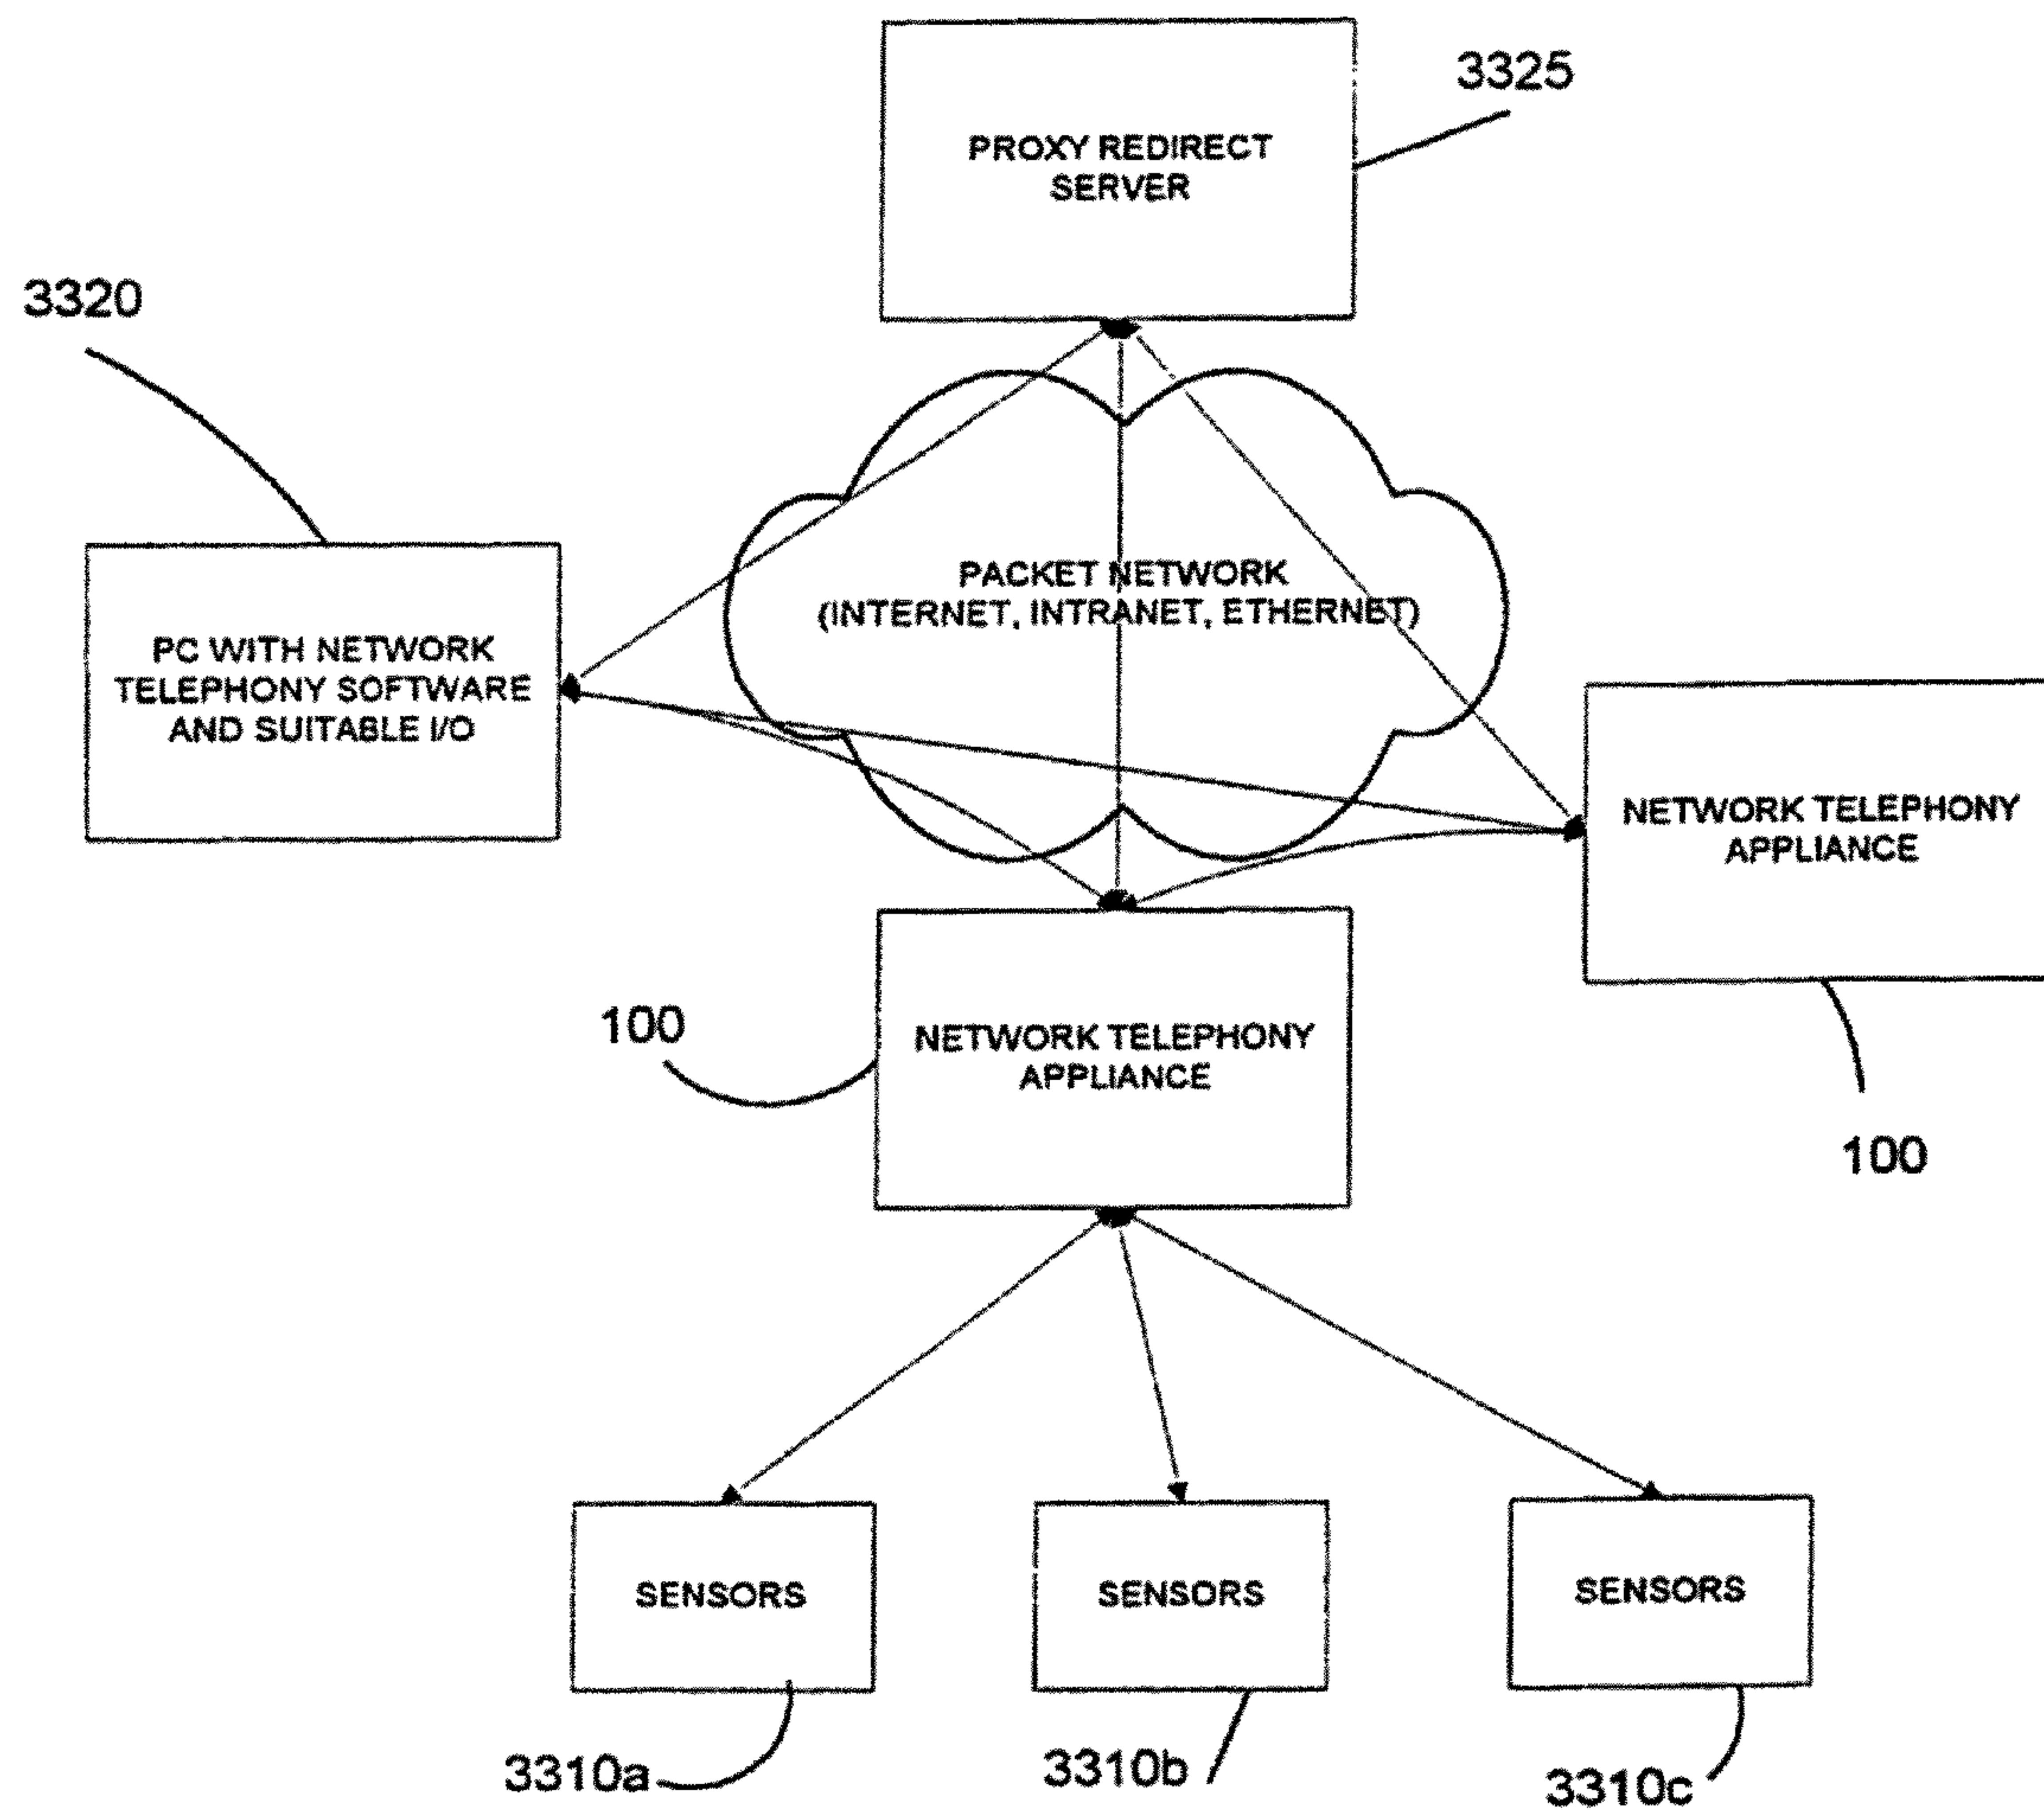 3325
PROXY REDIRECT
SERVER
3320
PACKET NETWORK
(INTERNET, INTRANET, ETHERNET)
PC WITH NETWORK
TELEPHONY SOFTWARE
AND SUITABLE I/O
NETWORK TELEPHONY
APPLIANCE
100
NETWORK TELEPHONY
APPLIANCE
100
SENSORS
SENSORS
SENSORS
3310a
3310b
3310c